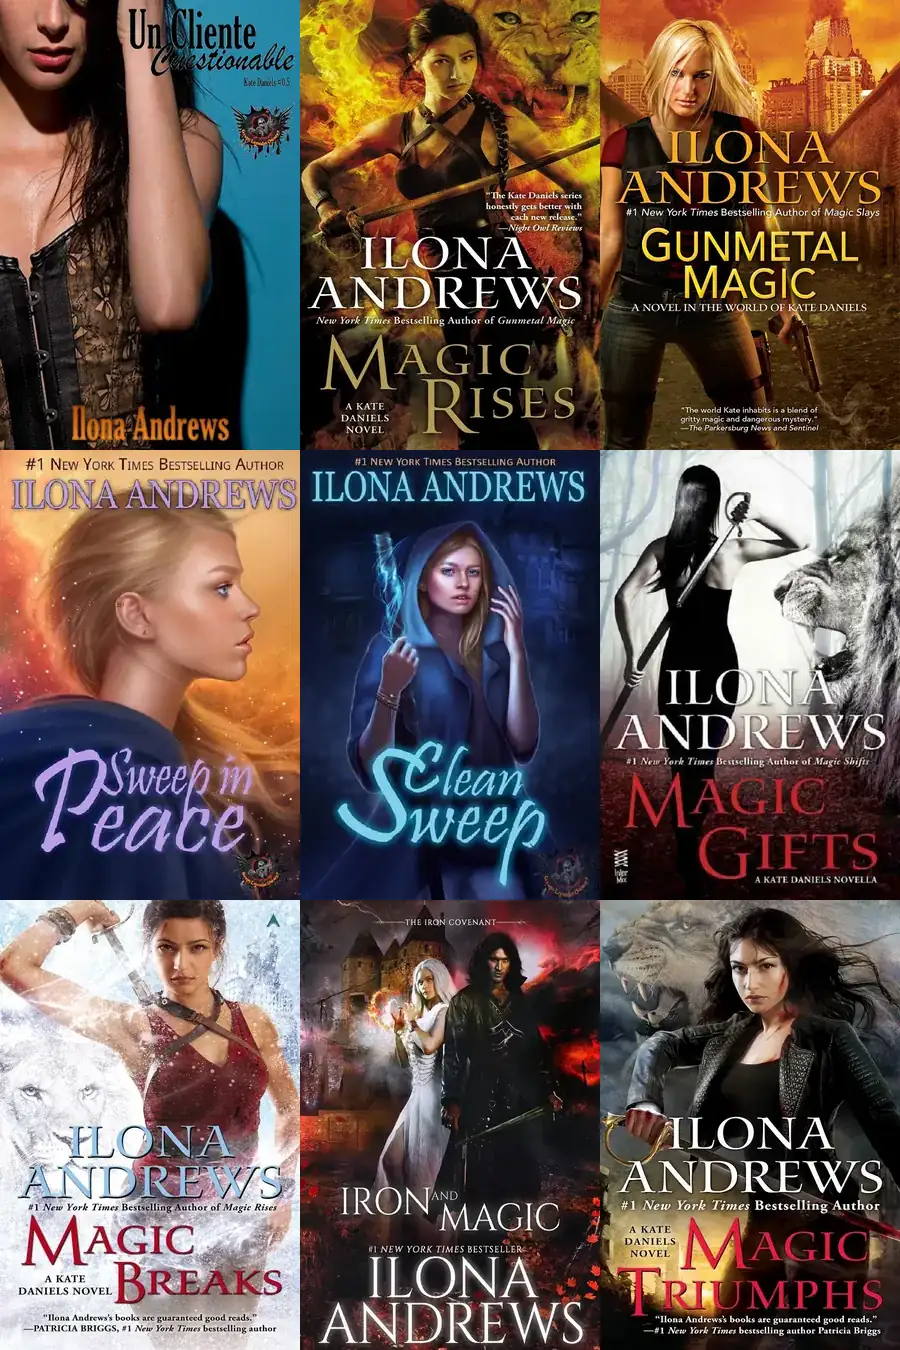 Un Cliente
Cuestionable
Kate Daniels #0.5
Ilona Andrews
"The Kate Daniels series
honestly gets better with
each new release."
—Night Owl Reviews
ILONA
ANDREWS
New York Times Bestselling Author of Gunmetal Magic
MAGIC
RISES
A KATE
DANIELS
NOVEL
ILONA
ANDREWS
#1 New York Times Bestselling Author of Magic Slays
GUNMETAL
MAGIC
A NOVEL IN THE WORLD OF KATE DANIELS
"The world Kate inhabits is a blend of
gritty magic and dangerous mystery."
—The Parkersburg News and Sentinel
#1 NEW YORK TIMES BESTSELLING AUTHOR
ILONA ANDREWS
Sweep in
Peace
#1 NEW YORK TIMES BESTSELLING AUTHOR
ILONA ANDREWS
Clean
Sweep
ILONA
ANDREWS
#1 New York Times Bestselling Author of Magic Shifts
MAGIC
GIFTS
Inter
Mix
A KATE DANIELS NOVELLA
ILONA
ANDREWS
#1 New York Times Bestselling Author of Magic Rises
MAGIC
BREAKS
A KATE
DANIELS NOVEL
"Ilona Andrews's books are guaranteed good reads."
—PATRICIA BRIGGS, #1 New York Times bestselling author
THE IRON COVENANT
IRON AND
MAGIC
#1 NEW YORK TIMES BESTSELLER
ILONA
ANDREWS
ILONA
ANDREWS
#1 New York Times Bestselling Author
A KATE
DANIELS
NOVEL
MAGIC
TRIUMPHS
"Ilona Andrews's books are guaranteed good reads."
—#1 New York Times bestselling author Patricia Briggs